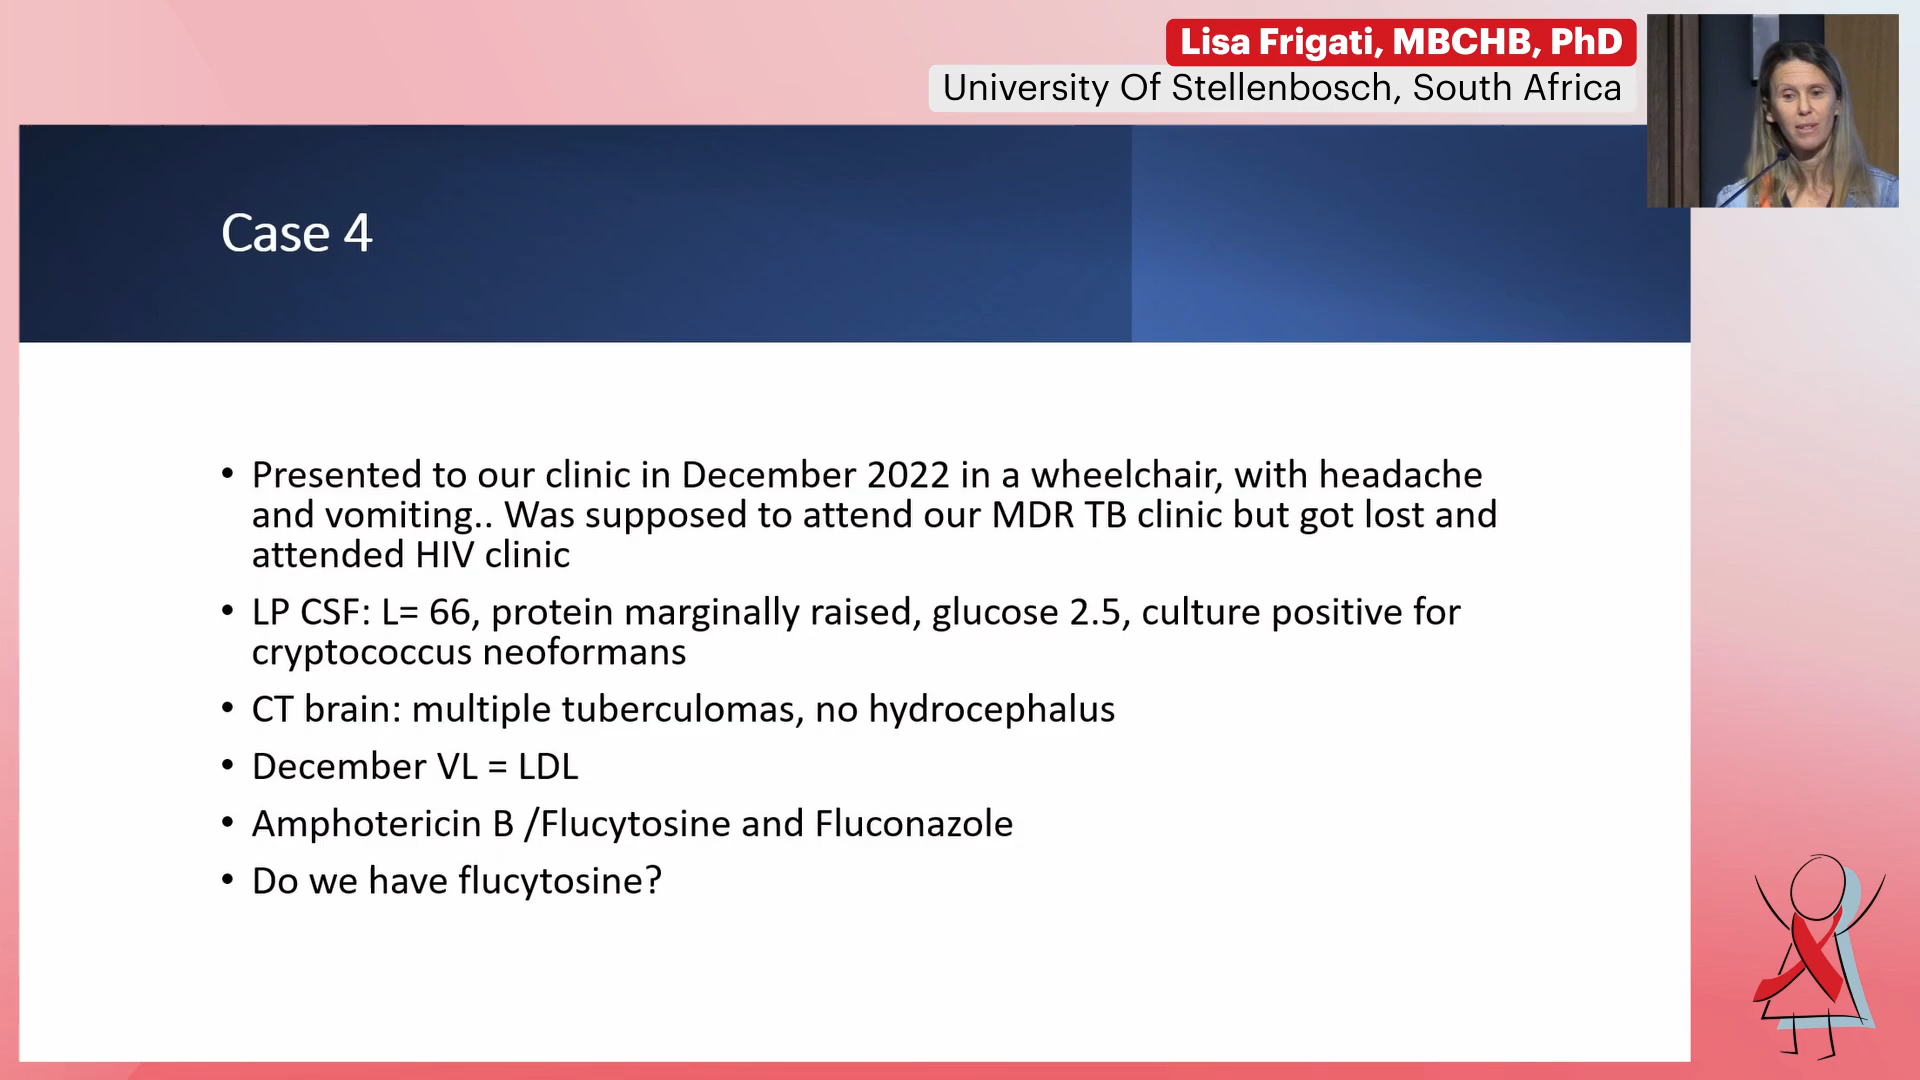 Lisa Frigati, MBCHB, PhD
University Of Stellenbosch, South Africa
Case 4
• Presented to our clinic in December 2022 in a wheelchair, with headache
and vomiting.. Was supposed to attend our MDR TB clinic but got lost and
attended HIV clinic
• LP CSF: L= 66, protein marginally raised, glucose 2.5, culture positive for
cryptococcus neoformans
• CT brain: multiple tuberculomas, no hydrocephalus
• December VL = LDL
• Amphotericin B /Flucytosine and Fluconazole
• Do we have flucytosine?